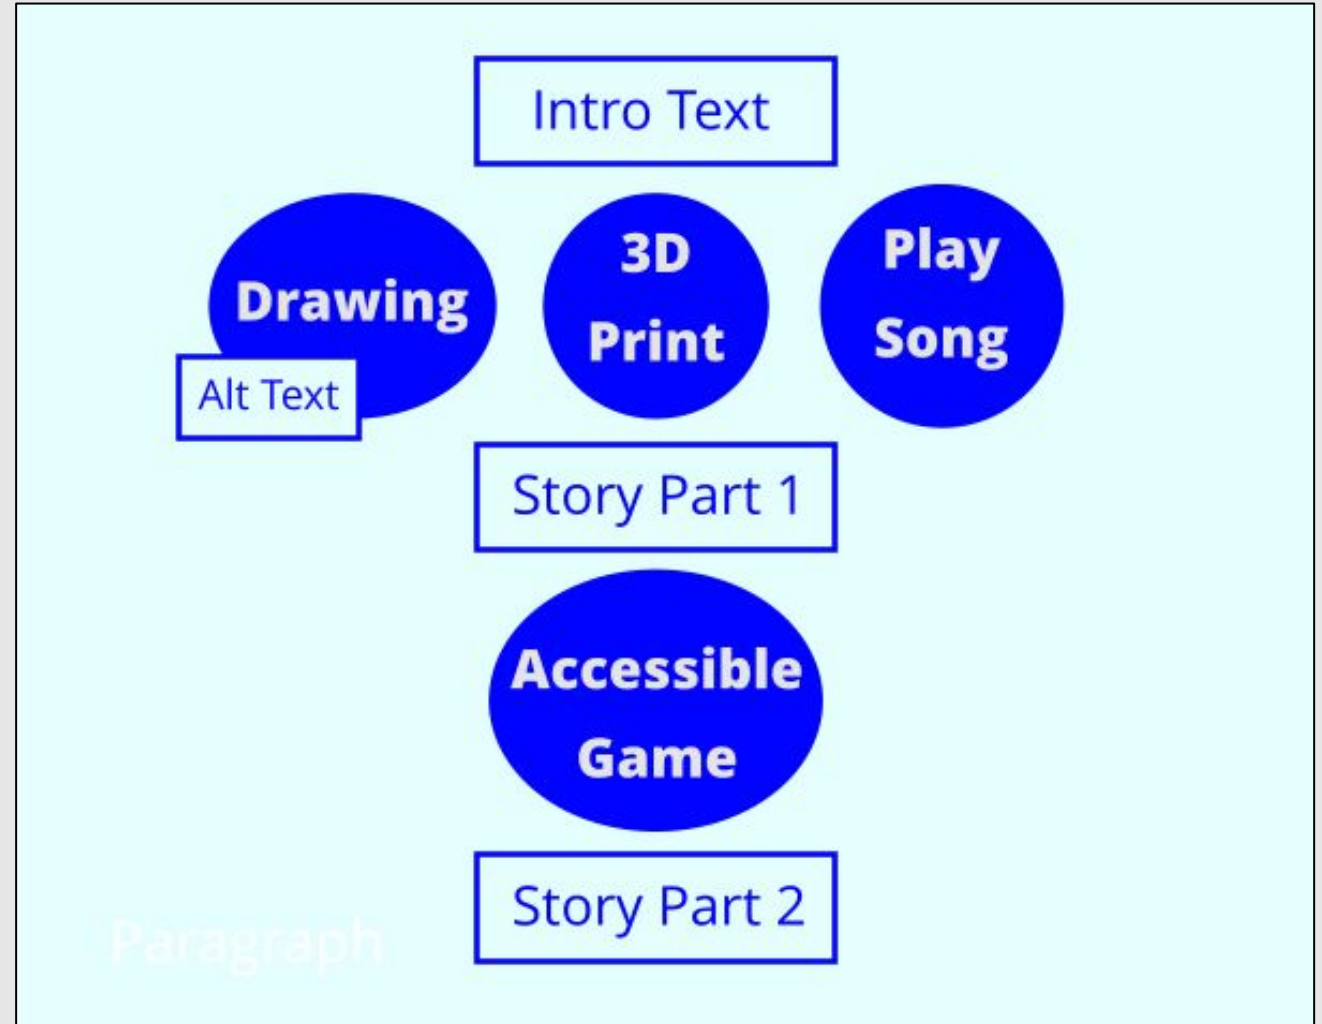 Intro Text
Drawing
3D
Print
Play
Song
Alt Text
Story Part 1
Accessible
Game
Story Part 2
Paragraph